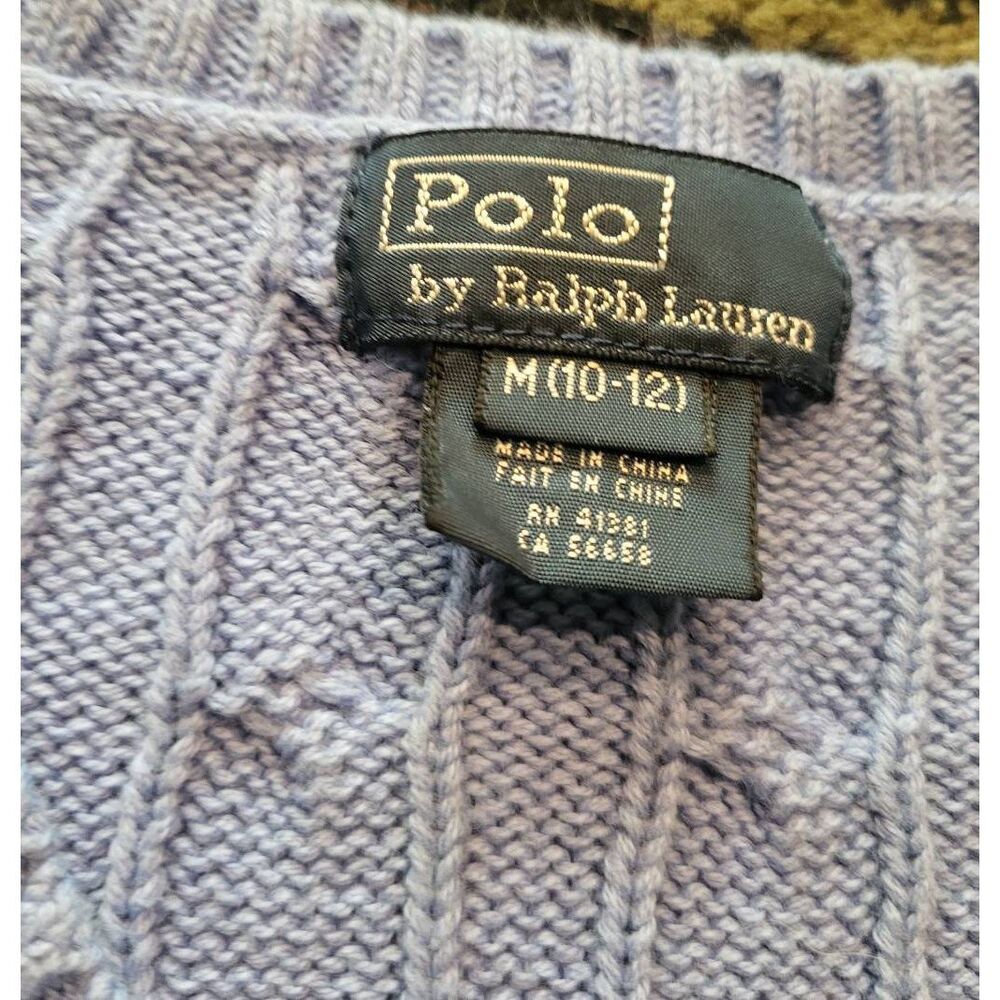 Polo
by Ralph Lauren
M (10-12)
MADE IN CHINA
FAIT EN CHINE
RN 41381
CA 56658